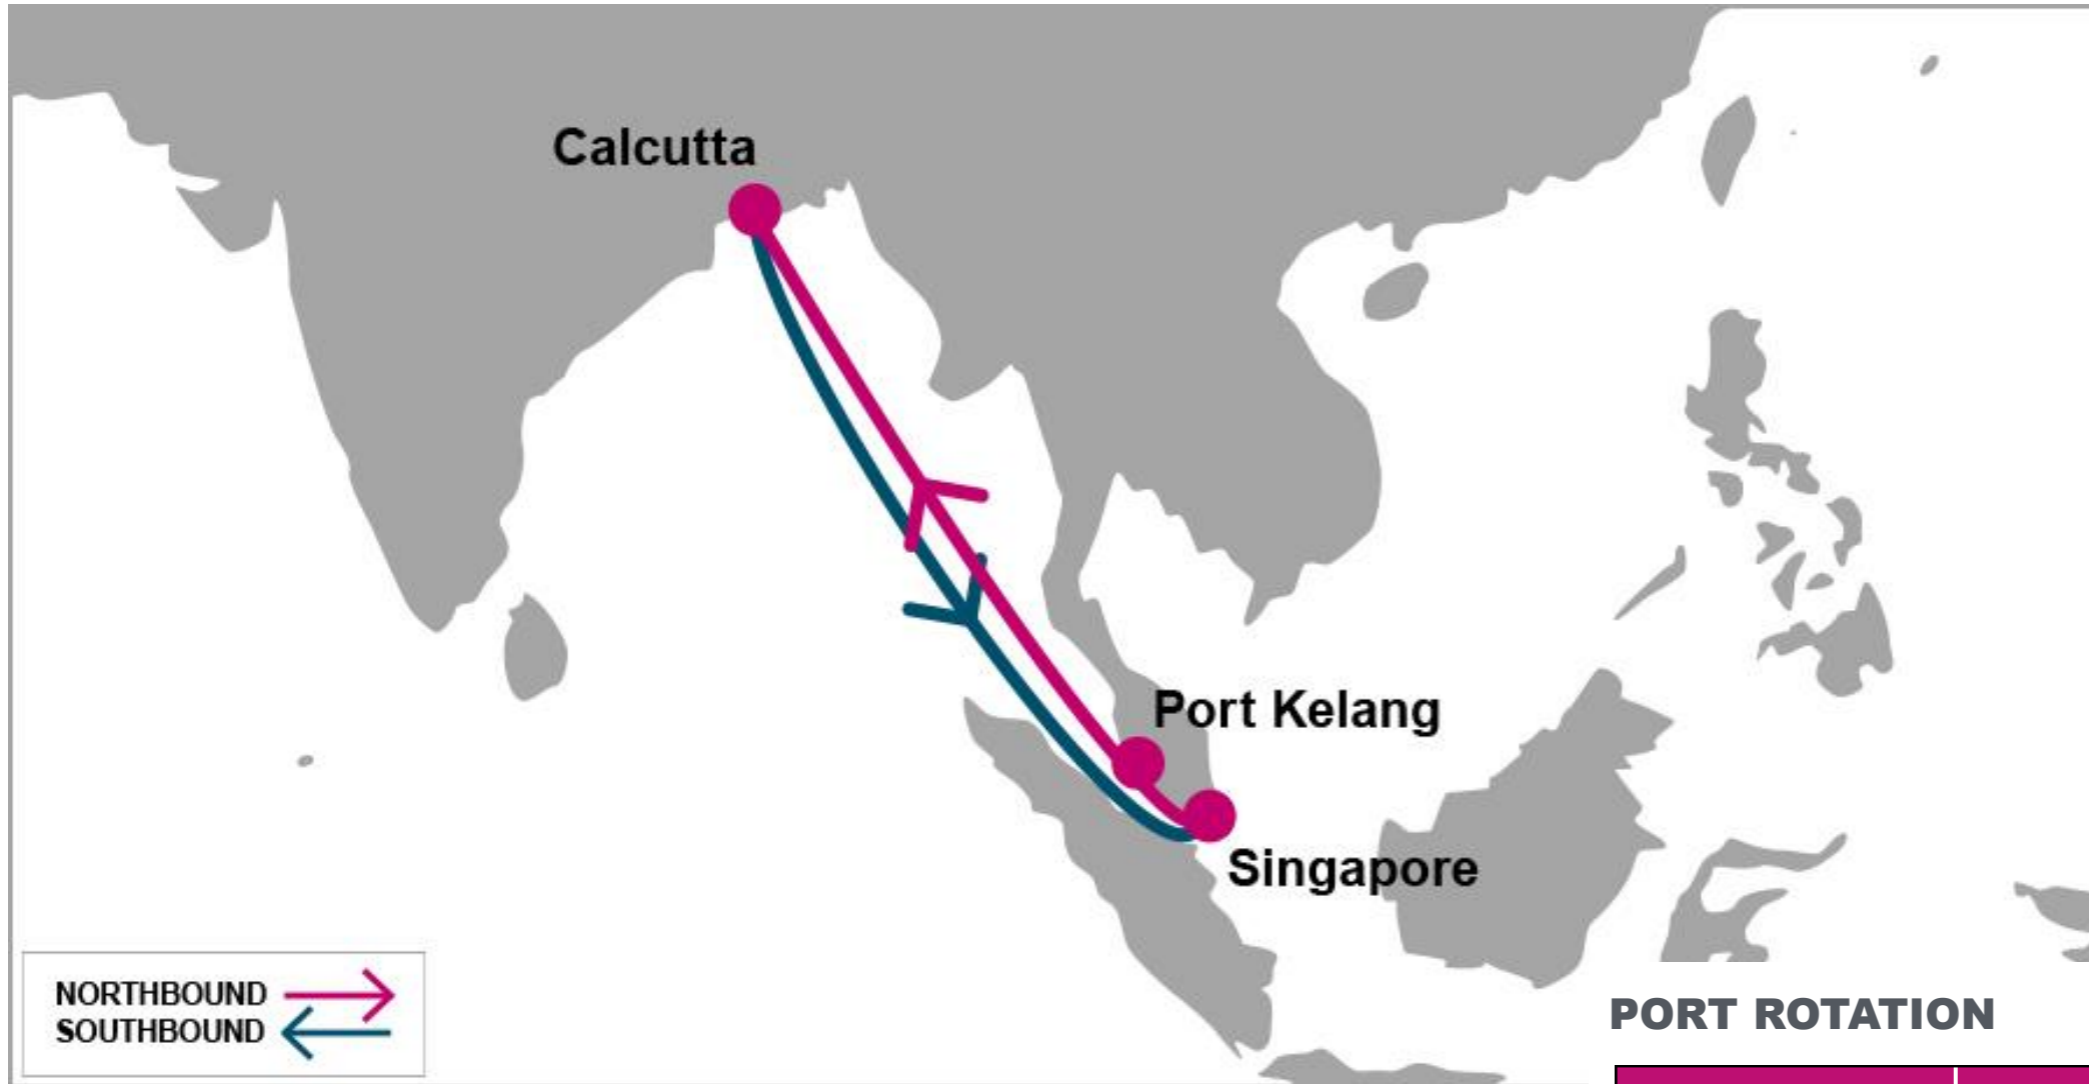 Calcutta
Port Kelang
Singapore
NORTHBOUND
SOUTHBOUND
PORT ROTATION